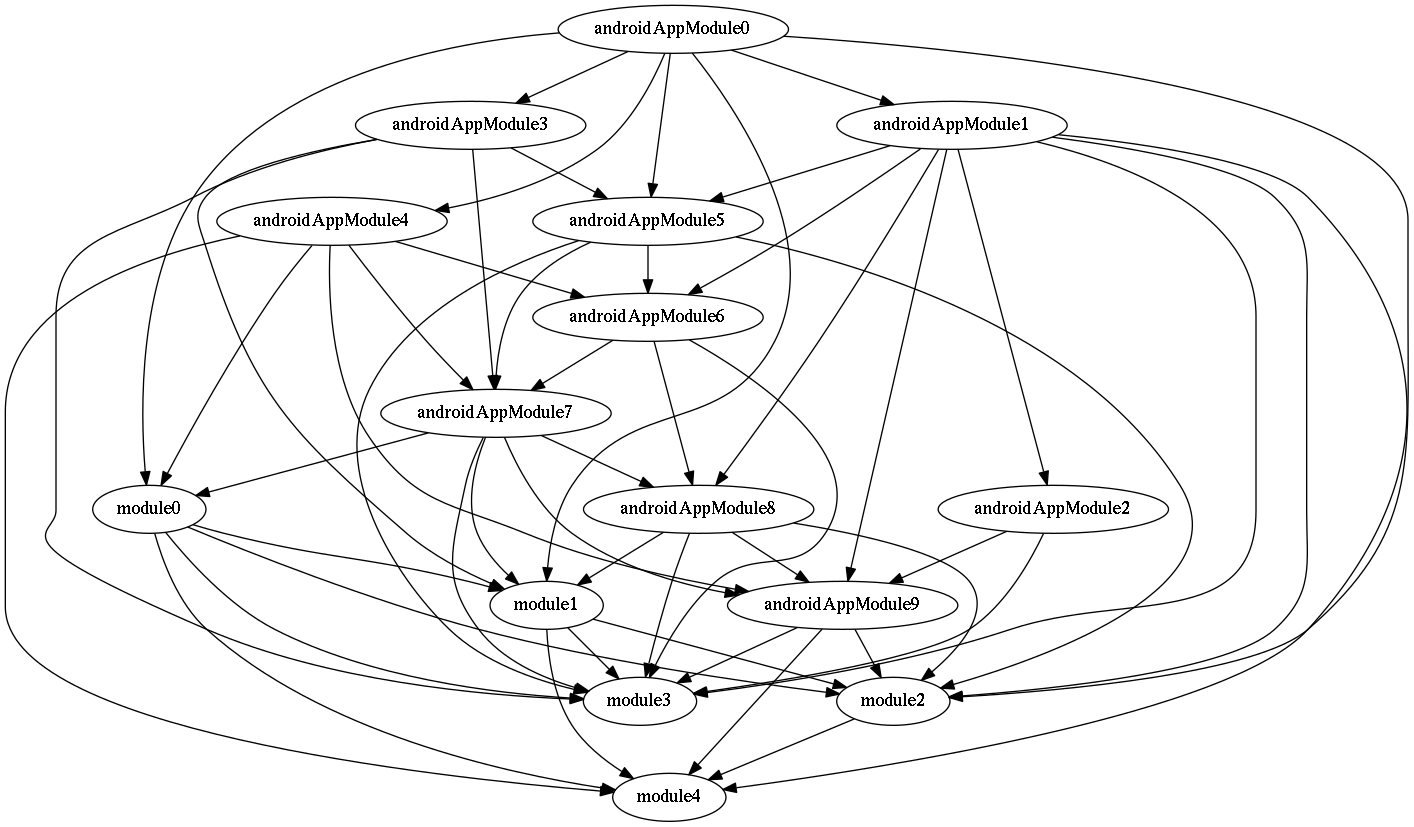 androidAppModule0
androidAppModule3
androidAppModule1
androidAppModule4
androidAppModule5
androidAppModule6
androidAppModule7
module0
androidAppModule8
androidAppModule2
module1
androidAppModule9
module3
module2
module4